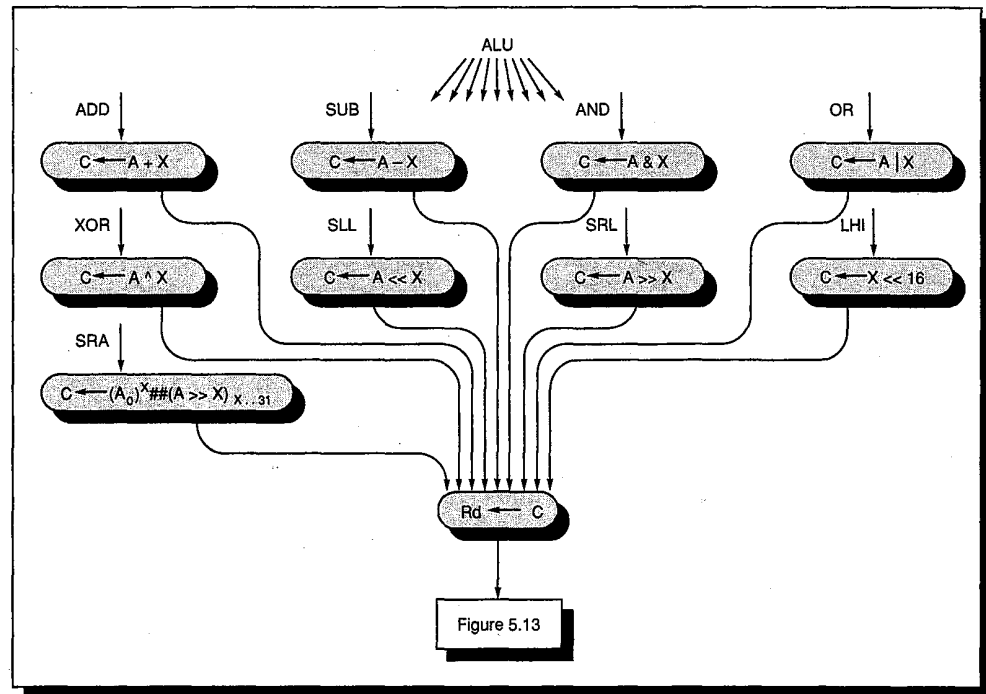 ALU
ADD
SUB
AND
OR
C ← A + X
C ← A − X
C ← A & X
C ← A | X
XOR
SLL
SRL
LHI
C ← A ^ X
C ← A << X
C ← A >> X
C ← X << 16
SRA
C ← (A₀)ˣ##(A >> X) X . . 31
Rd ← C
Figure 5.13